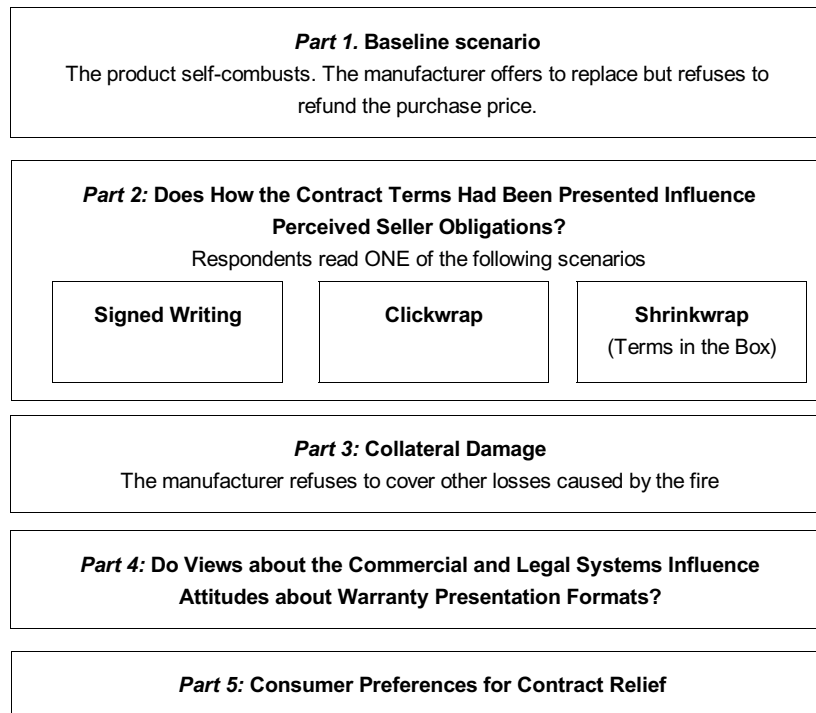 Part 1. Baseline scenario
The product self-combusts. The manufacturer offers to replace but refuses to
refund the purchase price.
Part 2: Does How the Contract Terms Had Been Presented Influence
Perceived Seller Obligations?
Respondents read ONE of the following scenarios
Signed Writing
Clickwrap
Shrinkwrap
(Terms in the Box)
Part 3: Collateral Damage
The manufacturer refuses to cover other losses caused by the fire
Part 4: Do Views about the Commercial and Legal Systems Influence
Attitudes about Warranty Presentation Formats?
Part 5: Consumer Preferences for Contract Relief